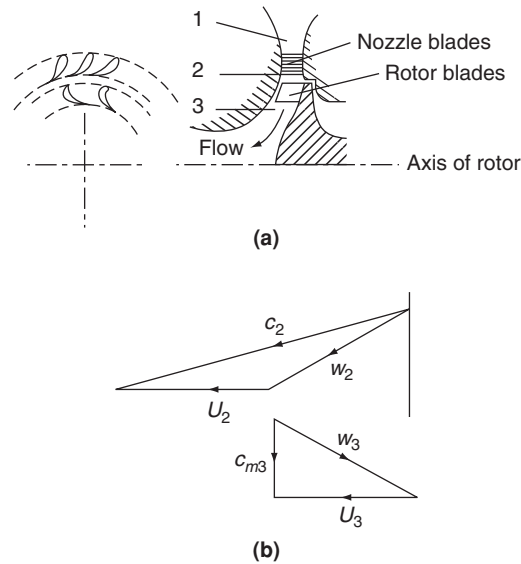 1
Nozzle blades
2
Rotor blades
3
Flow
Axis of rotor
(a)
c2
w2
U2
w3
cm3
U3
(b)